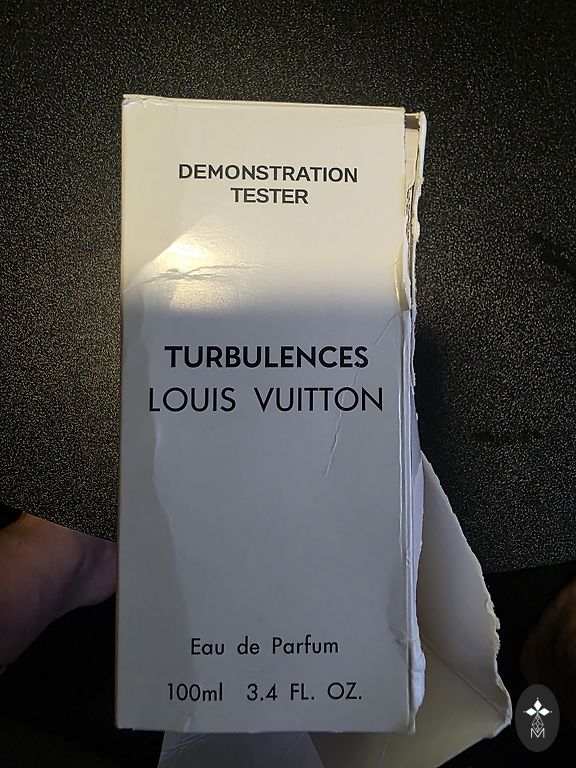 DEMONSTRATION
TESTER
TURBULENCES
LOUIS VUITTON
Eau de Parfum
100ml 3.4 FL. OZ.